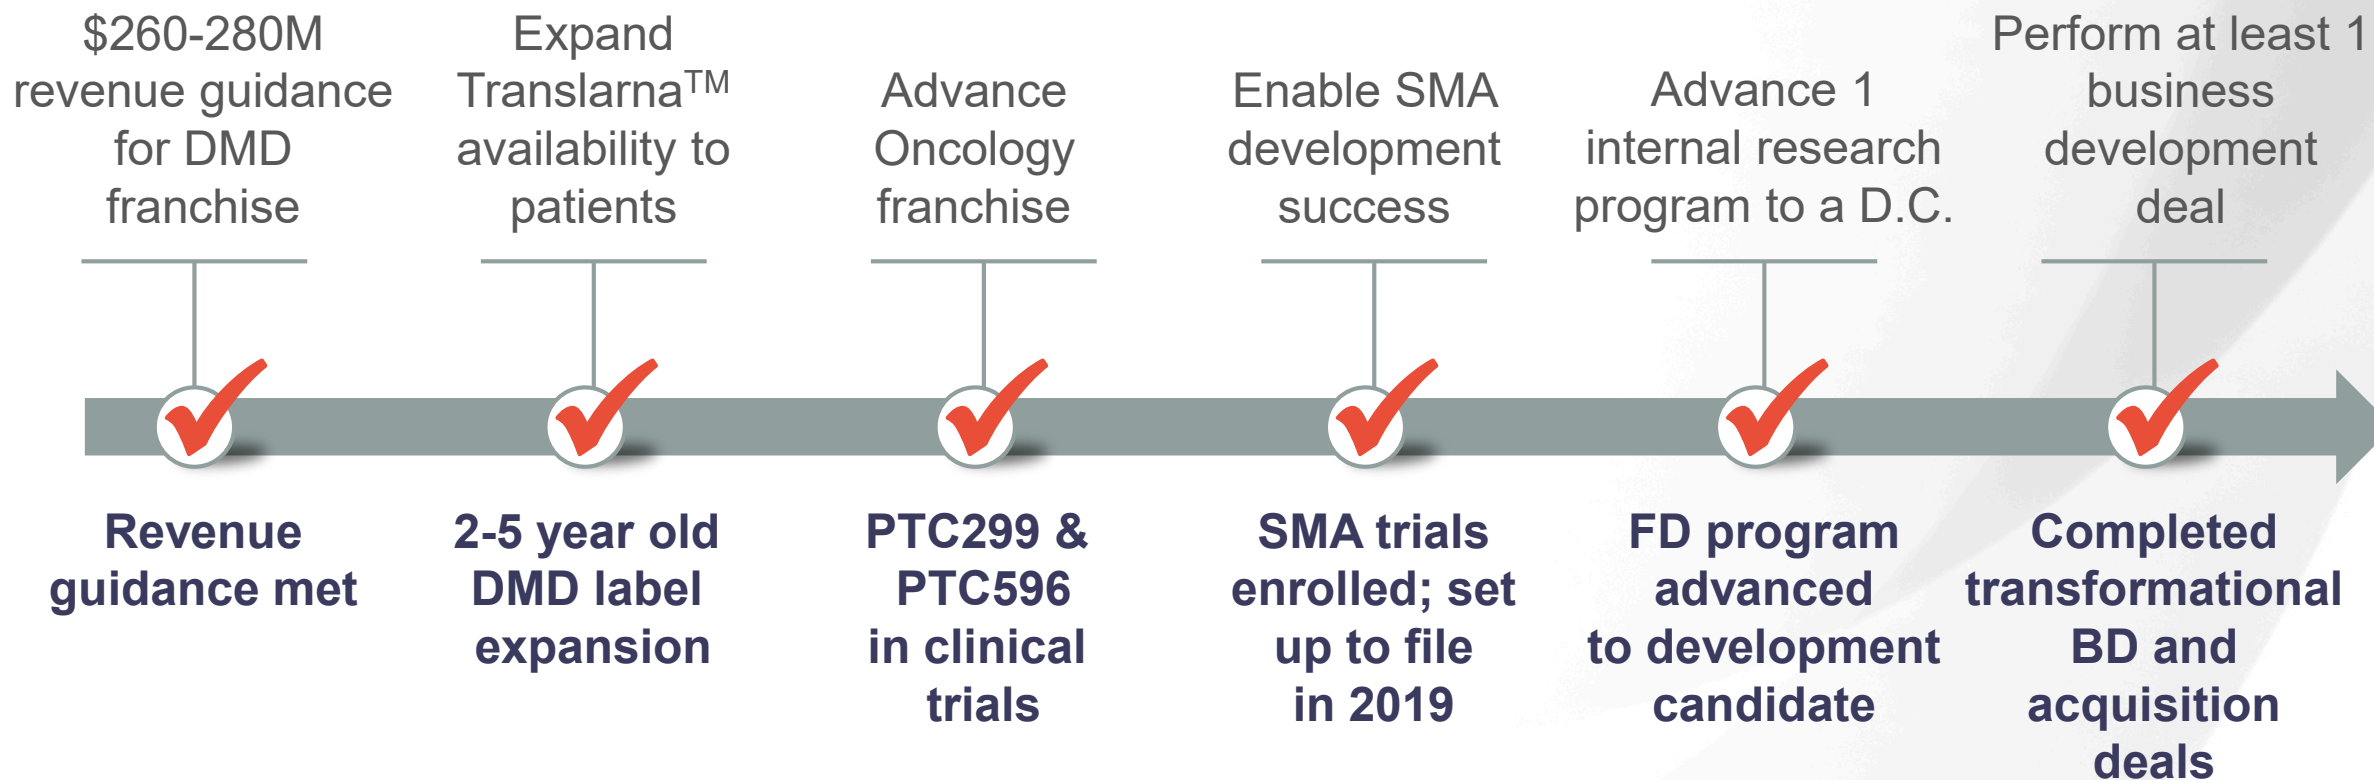 $260-280M
revenue guidance
for DMD
franchise
Expand
Translarna™
availability to
patients
Advance
Oncology
franchise
Enable SMA
development
success
Advance 1
internal research
program to a D.C.
Perform at least 1
business
development
deal
Revenue
guidance met
2-5 year old
DMD label
expansion
PTC299 &
PTC596
in clinical
trials
SMA trials
enrolled; set
up to file
in 2019
FD program
advanced
to development
candidate
Completed
transformational
BD and
acquisition
deals